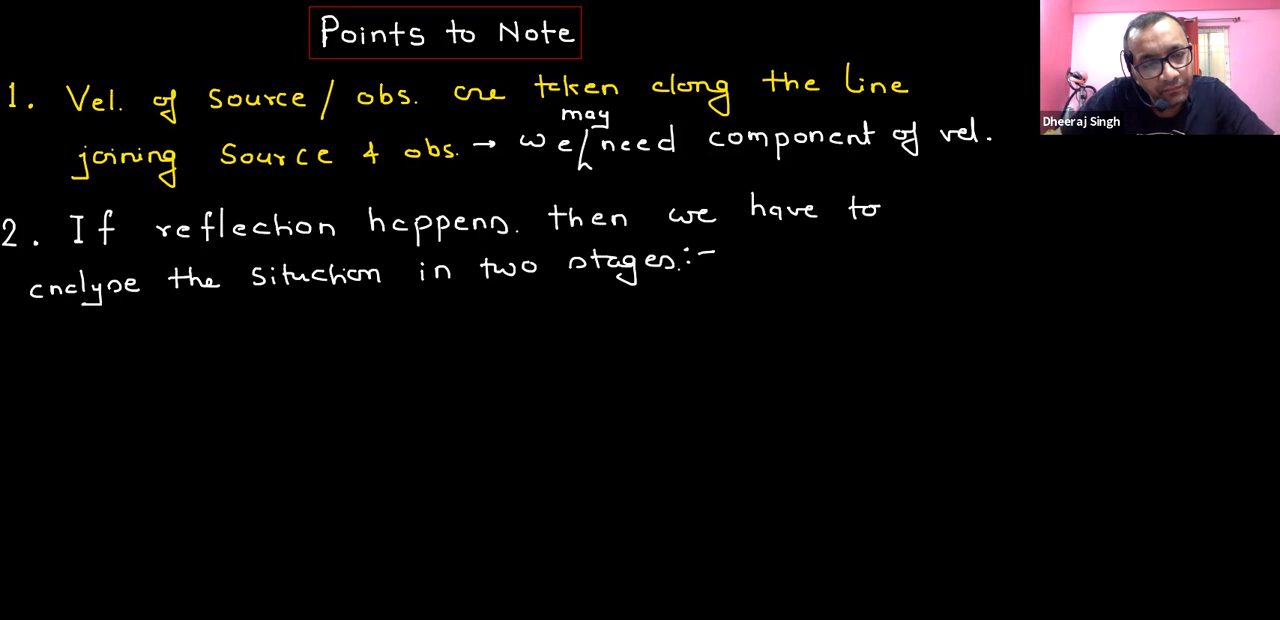 Points to Note
1. Vel. of source / obs. are taken along the line
may
joining source & obs. → we need component of vel.
2. If reflection happens. then we have to
analyse the situation in two stages:-
Dheeraj Singh